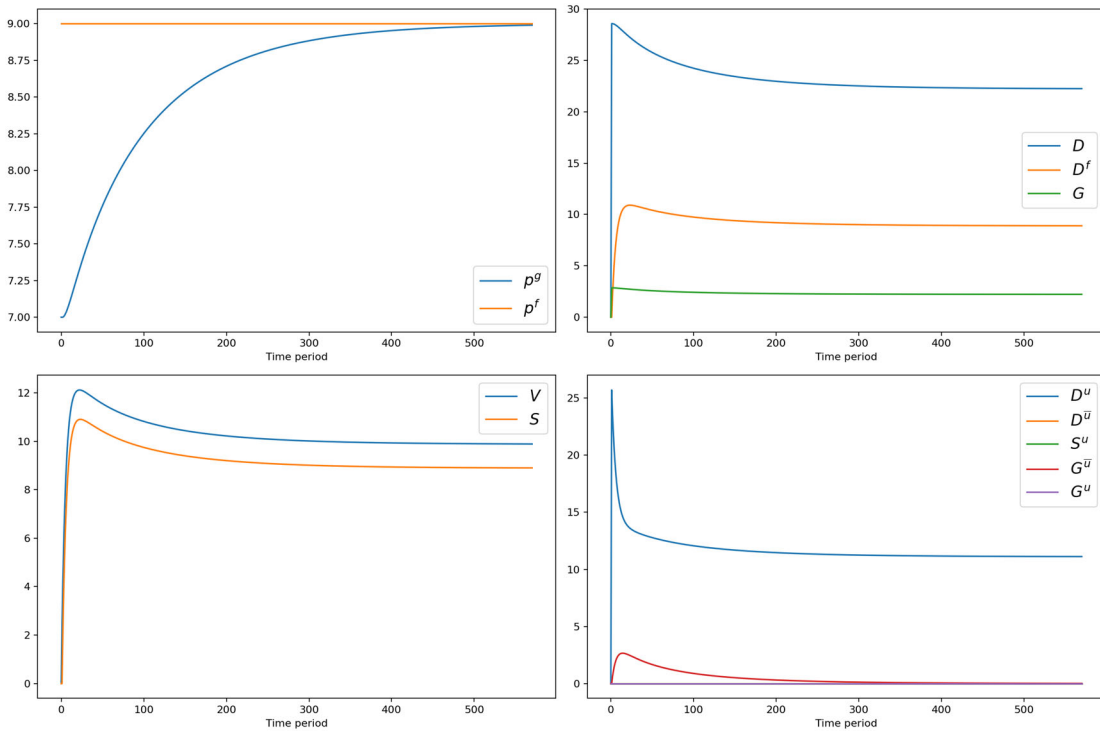 9.00
8.75
8.50
8.25
8.00
7.75
7.50
7.25
7.00
0 100 200 300 400 500
Time period
p^g
p^f
30
25
20
15
10
5
0
0 100 200 300 400 500
Time period
D
D^f
G
12
10
8
6
4
2
0
0 100 200 300 400 500
Time period
V
S
25
20
15
10
5
0
0 100 200 300 400 500
Time period
D^u
D^u̅
S^u
G^u̅
G^u